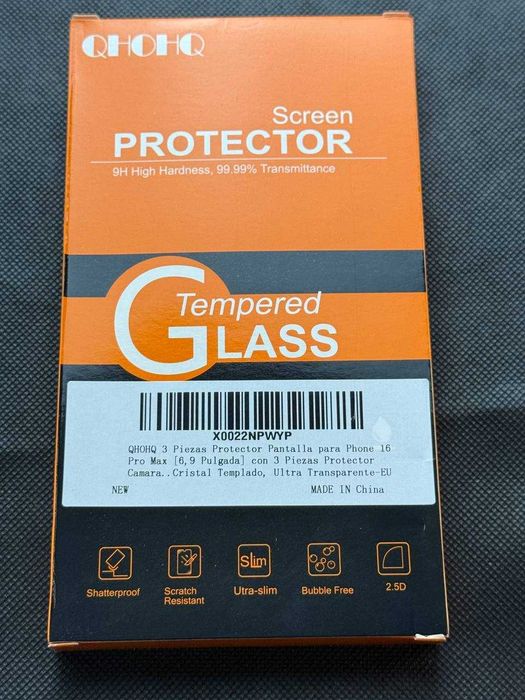 QHOHQ
Screen
PROTECTOR
9H High Hardness, 99.99% Transmittance
Tempered
GLASS
X0022NPWYP
QHOHQ 3 Piezas Protector Pantalla para Phone 16
Pro Max [6,9 Pulgada] con 3 Piezas Protector
Camara..Cristal Templado, Ultra Transparente-EU
NEW MADE IN China
Slim
Shatterproof Scratch Resistant Utra-slim Bubble Free 2.5D